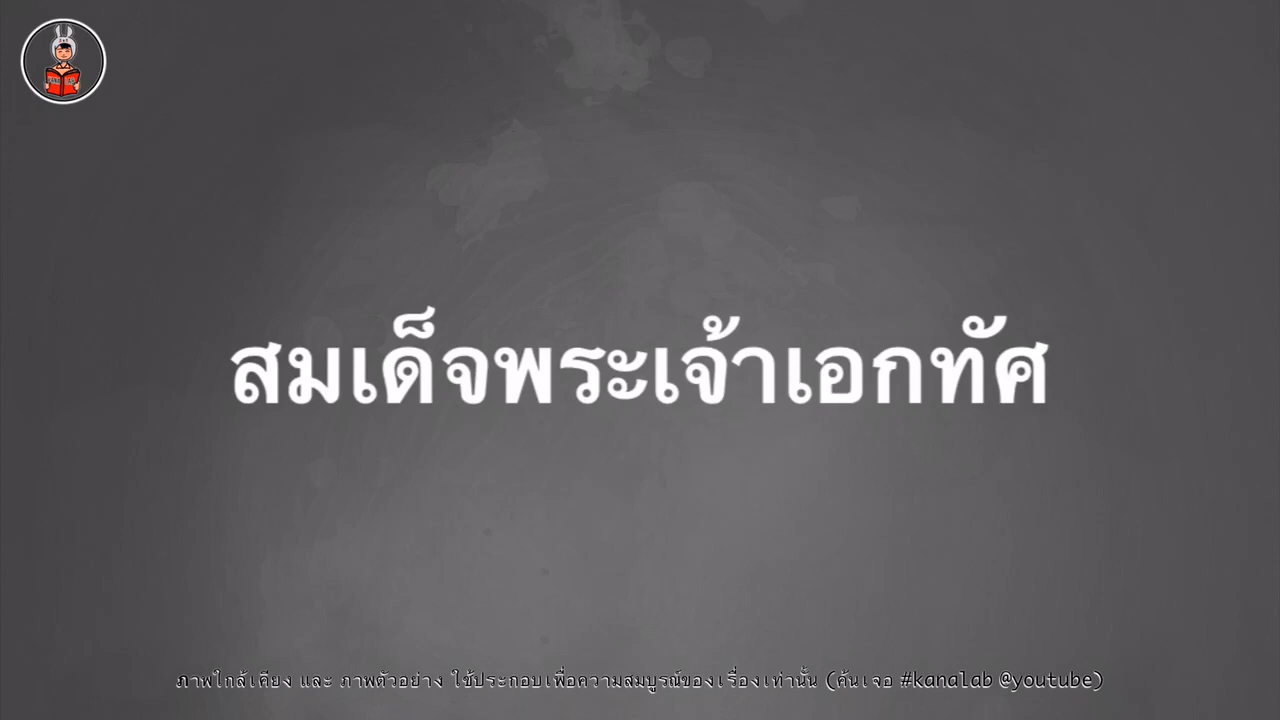 สมเด็จพระเจ้าเอกทัศ
ภาพใกล้เคียง และ ภาพตัวอย่าง ใช้ประกอบเพื่อความสมบูรณ์ของเรื่องเท่านั้น (ค้นเจอ #kanalab @youtube)